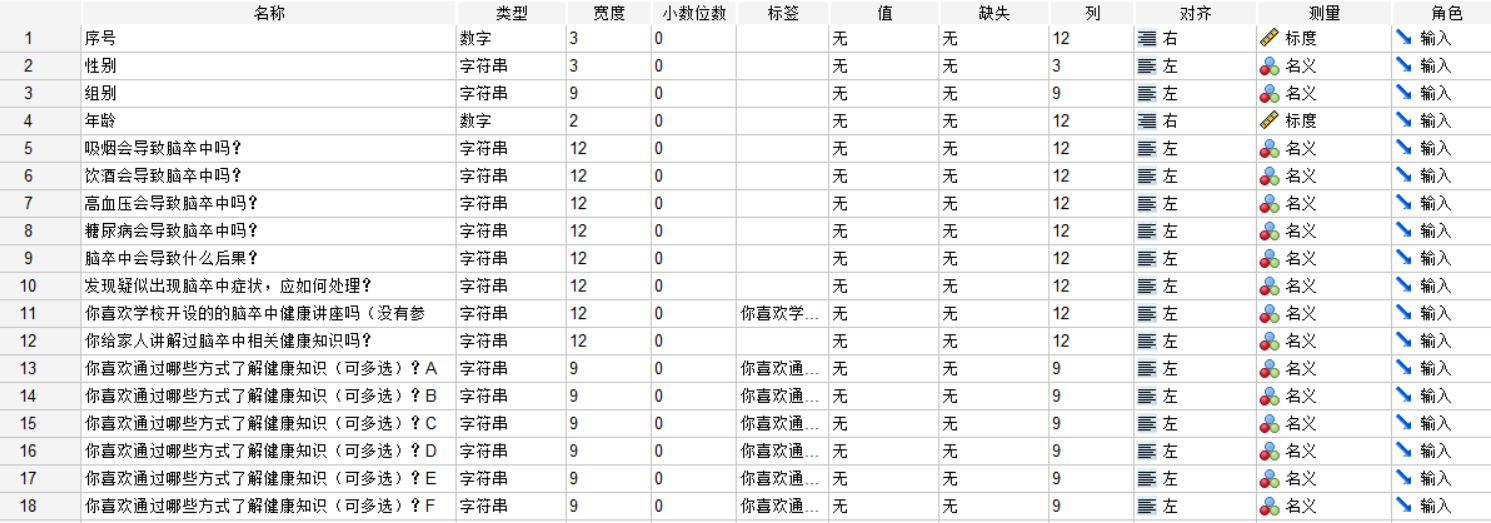 名称 类型 宽度 小数位数 标签 值 缺失 列 对齐 测量 角色
1 序号 数字 3 0 无 无 12 右 标度 输入
2 性别 字符串 3 0 无 无 3 左 名义 输入
3 组别 字符串 9 0 无 无 9 左 名义 输入
4 年龄 数字 2 0 无 无 12 右 标度 输入
5 吸烟会导致脑卒中吗? 字符串 12 0 无 无 12 左 名义 输入
6 饮酒会导致脑卒中吗? 字符串 12 0 无 无 12 左 名义 输入
7 高血压会导致脑卒中吗? 字符串 12 0 无 无 12 左 名义 输入
8 糖尿病会导致脑卒中吗? 字符串 12 0 无 无 12 左 名义 输入
9 脑卒中会导致什么后果? 字符串 12 0 无 无 12 左 名义 输入
10 发现疑似出现脑卒中症状，应如何处理? 字符串 12 0 无 无 12 左 名义 输入
11 你喜欢学校开设的的脑卒中健康讲座吗（没有参 字符串 12 0 你喜欢学... 无 无 12 左 名义 输入
12 你给家人讲解过脑卒中相关健康知识吗? 字符串 12 0 无 无 12 左 名义 输入
13 你喜欢通过哪些方式了解健康知识（可多选）? A 字符串 9 0 你喜欢通... 无 无 9 左 名义 输入
14 你喜欢通过哪些方式了解健康知识（可多选）? B 字符串 9 0 你喜欢通... 无 无 9 左 名义 输入
15 你喜欢通过哪些方式了解健康知识（可多选）? C 字符串 9 0 你喜欢通... 无 无 9 左 名义 输入
16 你喜欢通过哪些方式了解健康知识（可多选）? D 字符串 9 0 你喜欢通... 无 无 9 左 名义 输入
17 你喜欢通过哪些方式了解健康知识（可多选）? E 字符串 9 0 你喜欢通... 无 无 9 左 名义 输入
18 你喜欢通过哪些方式了解健康知识（可多选）? F 字符串 9 0 你喜欢通... 无 无 9 左 名义 输入